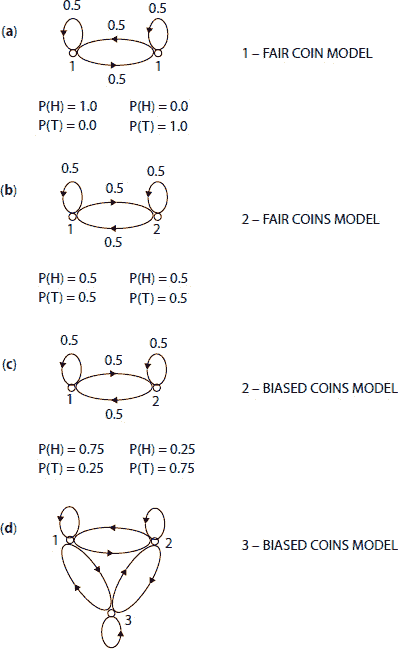 (a)
0.5 0.5
0.5
1 1
0.5
1 – FAIR COIN MODEL
P(H) = 1.0 P(H) = 0.0
P(T) = 0.0 P(T) = 1.0
(b)
0.5 0.5
0.5
1 2
0.5
2 – FAIR COINS MODEL
P(H) = 0.5 P(H) = 0.5
P(T) = 0.5 P(T) = 0.5
(c)
0.5 0.5
0.5
1 2
0.5
2 – BIASED COINS MODEL
P(H) = 0.75 P(H) = 0.25
P(T) = 0.25 P(T) = 0.75
(d)
1 2
3
3 – BIASED COINS MODEL